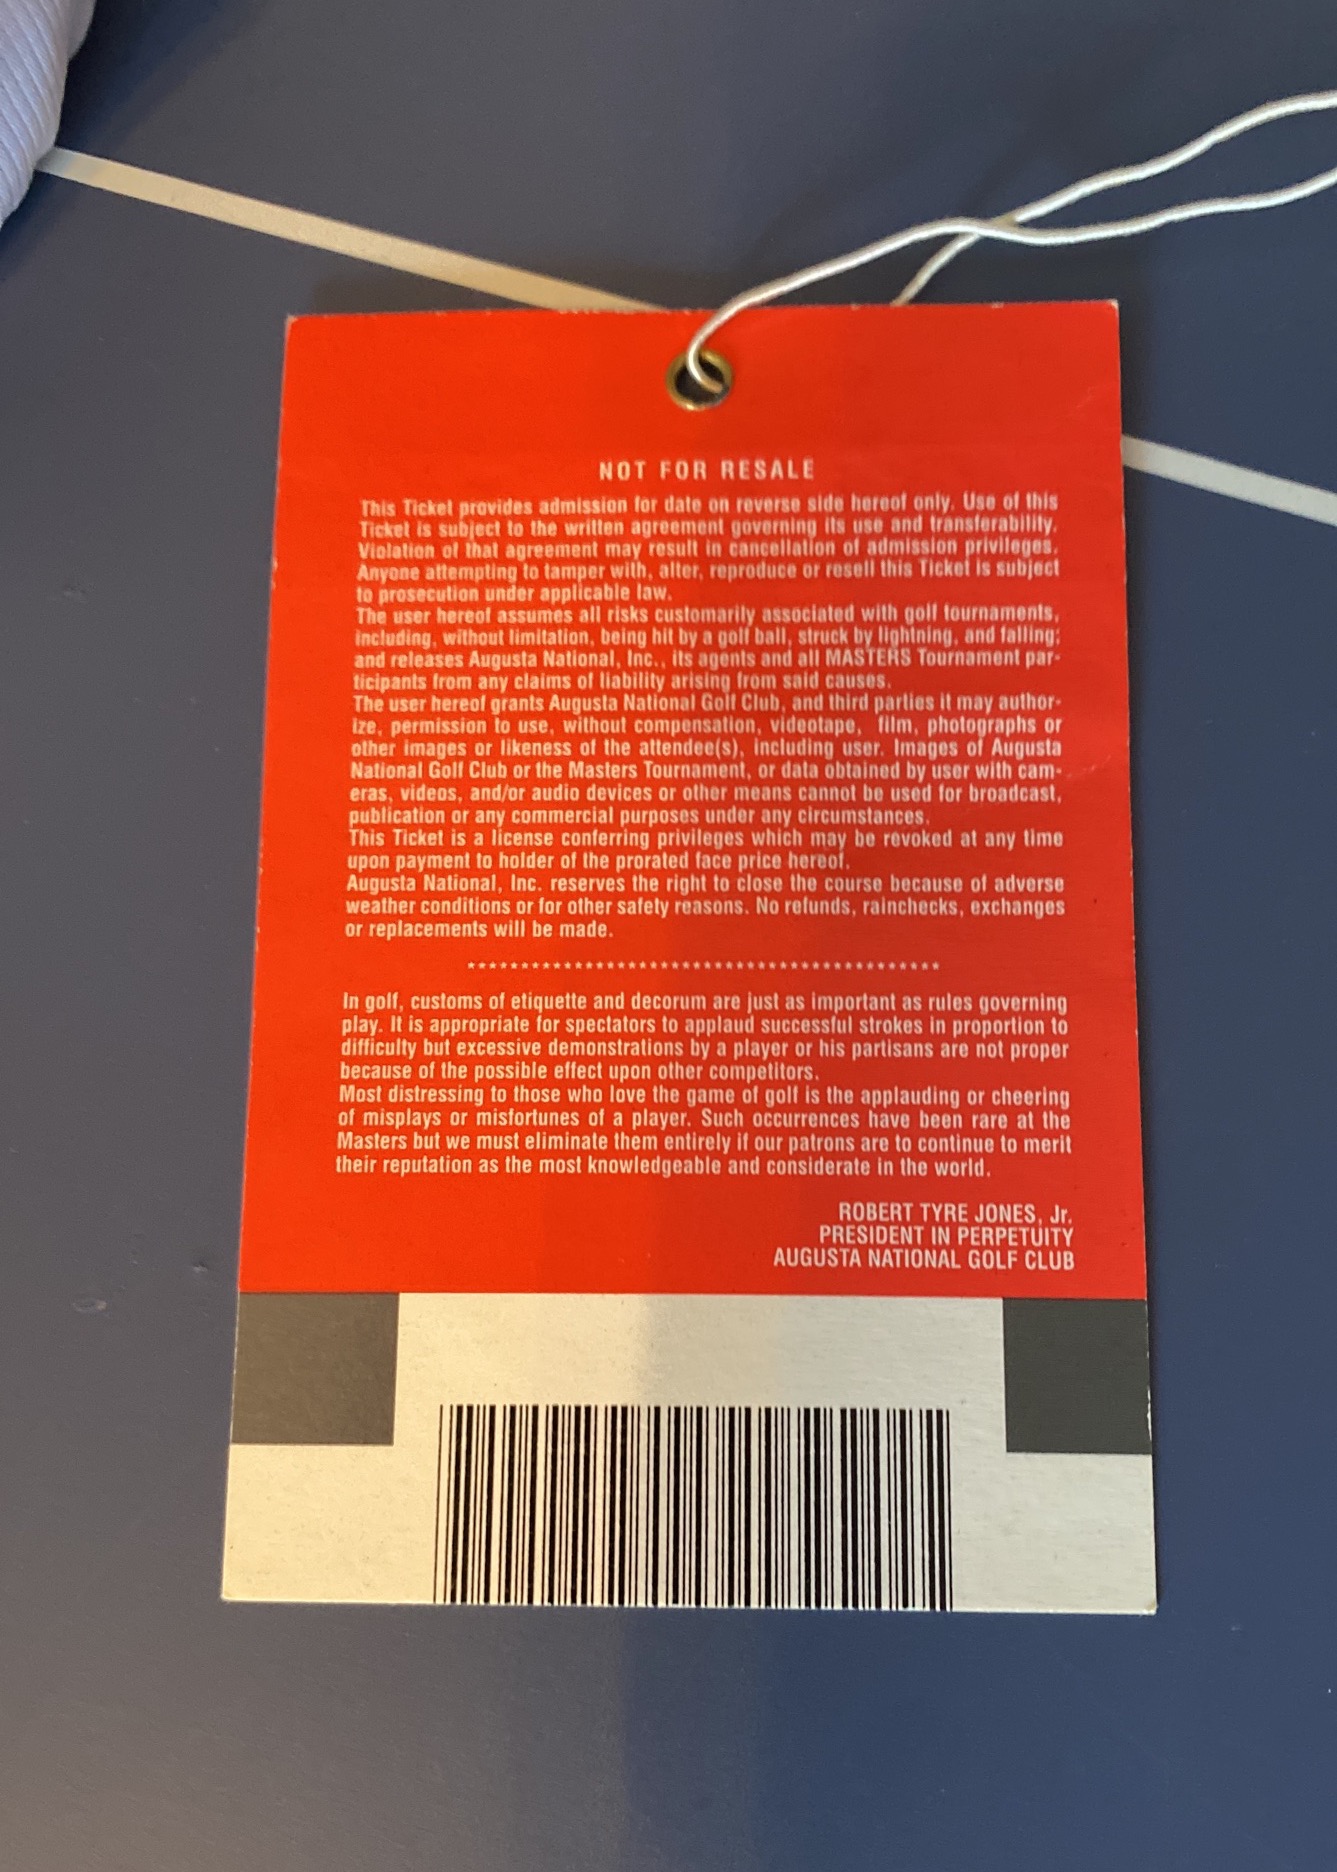 NOT FOR RESALE
This Ticket provides admission for date on reverse side hereof only. Use of this
Ticket is subject to the written agreement governing its use and transferability.
Violation of that agreement may result in cancellation of admission privileges.
Anyone attempting to tamper with, alter, reproduce or resell this Ticket is subject
to prosecution under applicable law.
The user hereof assumes all risks customarily associated with golf tournaments,
including, without limitation, being hit by a golf ball, struck by lightning, and falling;
and releases Augusta National, Inc., its agents and all MASTERS Tournament par-
ticipants from any claims of liability arising from said causes.
The user hereof grants Augusta National Golf Club, and third parties it may author-
ize, permission to use, without compensation, videotape, film, photographs or
other images or likeness of the attendee(s), including user. Images of Augusta
National Golf Club or the Masters Tournament, or data obtained by user with cam-
eras, videos, and/or audio devices or other means cannot be used for broadcast,
publication or any commercial purposes under any circumstances.
This Ticket is a license conferring privileges which may be revoked at any time
upon payment to holder of the prorated face price hereof.
Augusta National, Inc. reserves the right to close the course because of adverse
weather conditions or for other safety reasons. No refunds, rainchecks, exchanges
or replacements will be made.
In golf, customs of etiquette and decorum are just as important as rules governing
play. It is appropriate for spectators to applaud successful strokes in proportion to
difficulty but excessive demonstrations by a player or his partisans are not proper
because of the possible effect upon other competitors.
Most distressing to those who love the game of golf is the applauding or cheering
of misplays or misfortunes of a player. Such occurrences have been rare at the
Masters but we must eliminate them entirely if our patrons are to continue to merit
their reputation as the most knowledgeable and considerate in the world.
ROBERT TYRE JONES, Jr.
PRESIDENT IN PERPETUITY
AUGUSTA NATIONAL GOLF CLUB